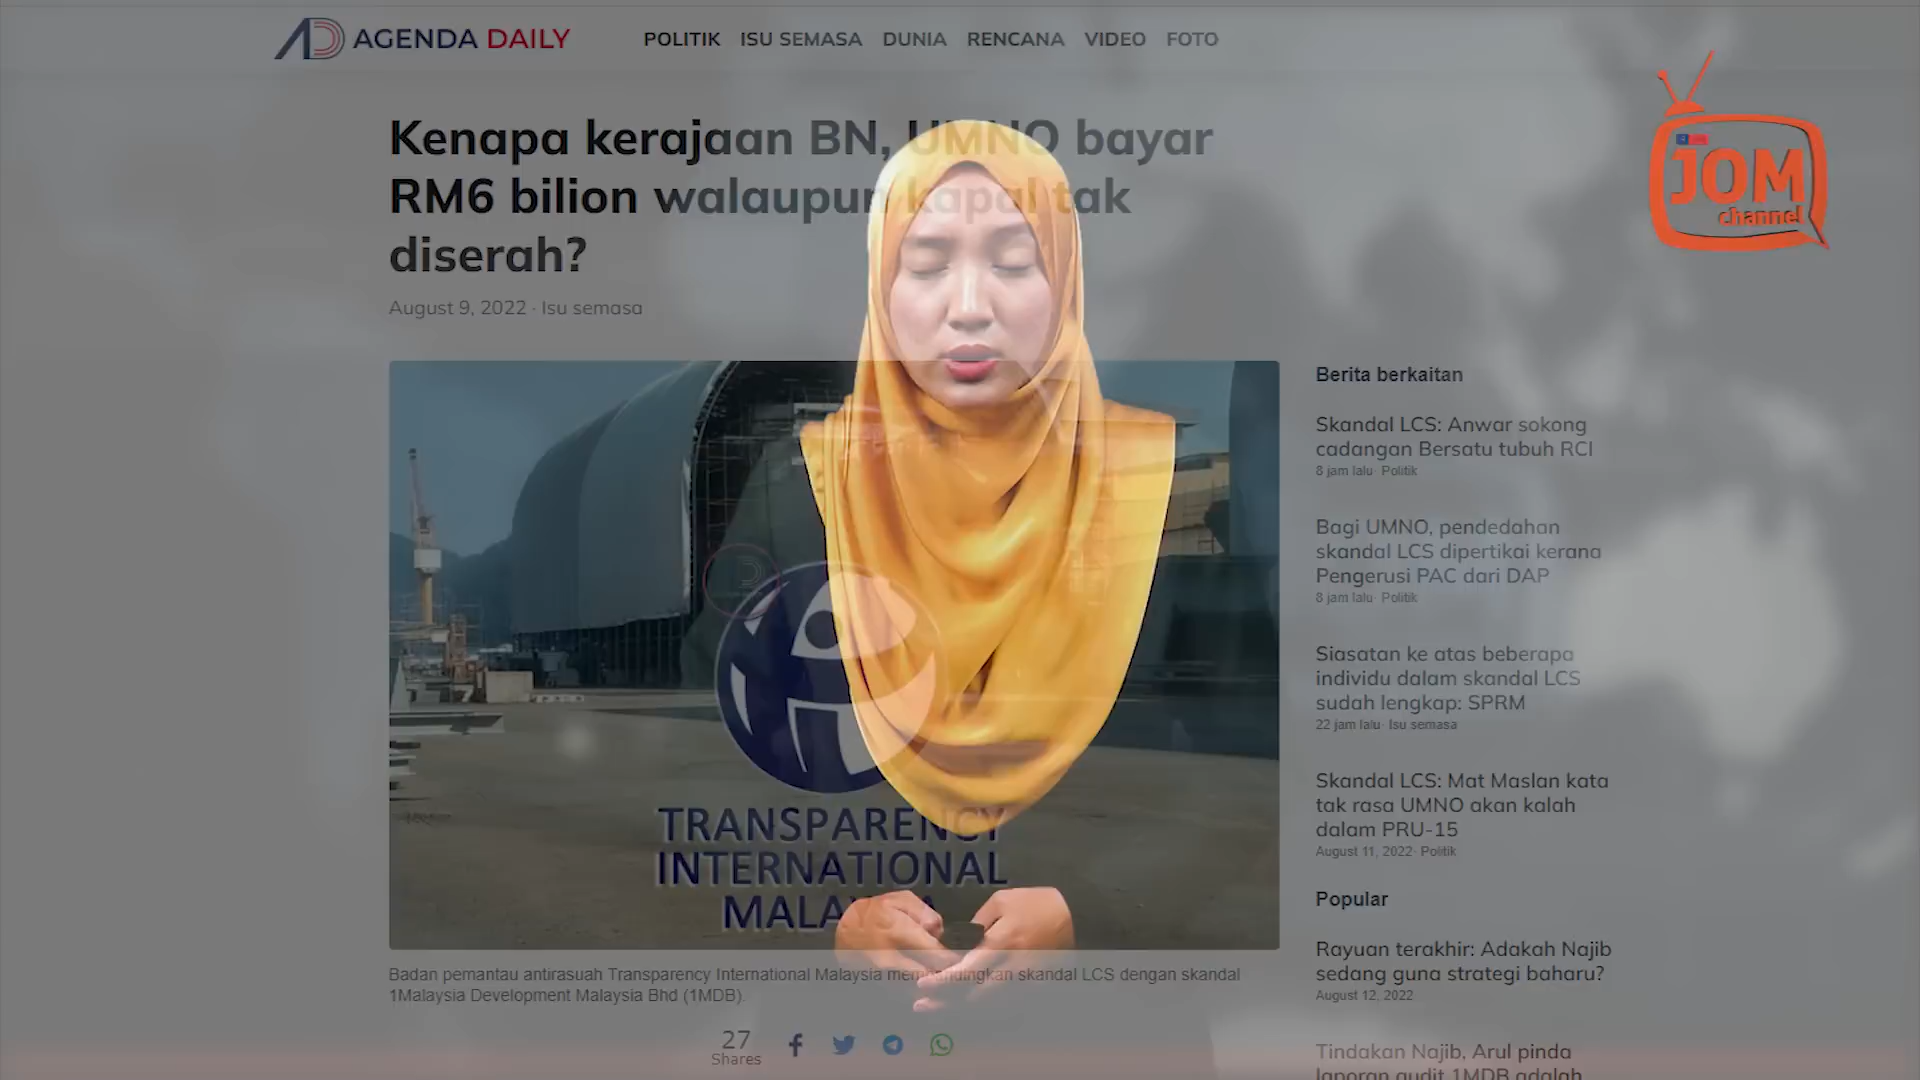 AGENDA DAILY
POLITIK ISU SEMASA DUNIA RENCANA VIDEO FOTO
JOM
channel
Kenapa kerajaan BN, UMNO bayar
RM6 bilion walaupun kapal tak
diserah?
August 9, 2022 · Isu semasa
TRANSPARENCY
INTERNATIONAL
MALAYSIA
Badan pemantau antirasuah Transparency International Malaysia membandingkan skandal LCS dengan skandal
1Malaysia Development Malaysia Bhd (1MDB).
27
Shares
Berita berkaitan
Skandal LCS: Anwar sokong
cadangan Bersatu tubuh RCI
8 jam lalu· Politik
Bagi UMNO, pendedahan
skandal LCS dipertikai kerana
Pengerusi PAC dari DAP
8 jam lalu· Politik
Siasatan ke atas beberapa
individu dalam skandal LCS
sudah lengkap: SPRM
22 jam lalu· Isu semasa
Skandal LCS: Mat Maslan kata
tak rasa UMNO akan kalah
dalam PRU-15
August 11, 2022· Politik
Popular
Rayuan terakhir: Adakah Najib
sedang guna strategi baharu?
August 12, 2022
Tindakan Najib, Arul pinda
laporan audit 1MDB adalah